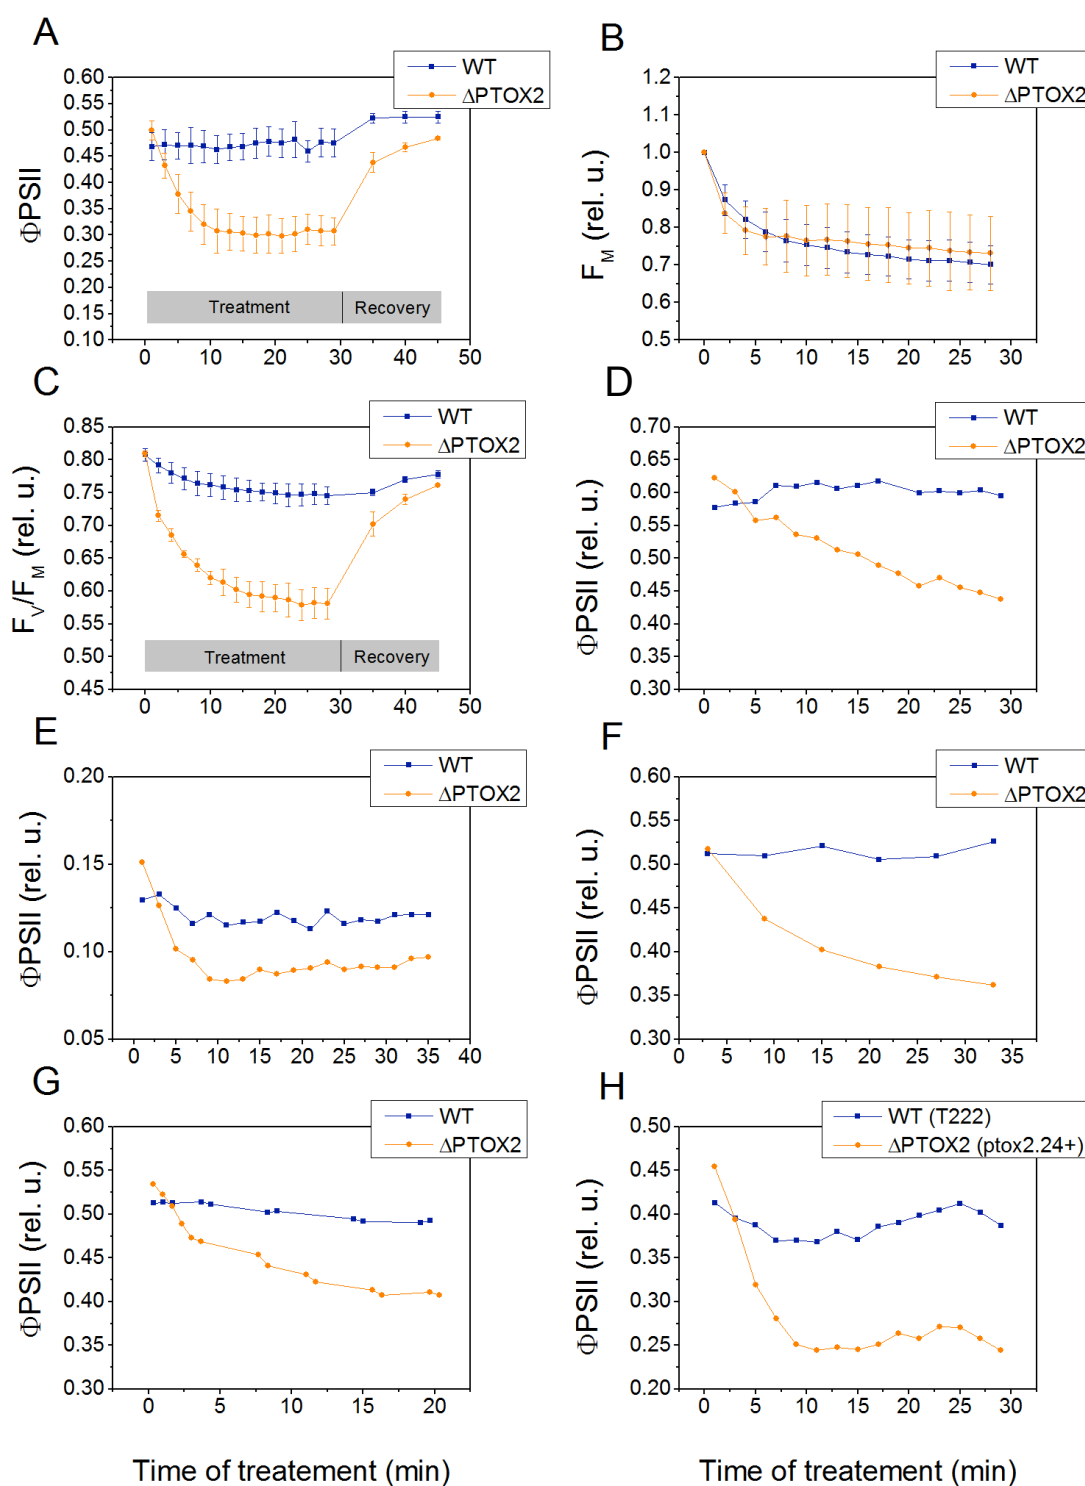 A
WT
ΔPTOX2
ΦPSII
0.60
0.55
0.50
0.45
0.40
0.35
0.30
0.25
0.20
0.15
0.10
Treatment Recovery
0 10 20 30 40 50
B
WT
ΔPTOX2
F_M (rel. u.)
1.2
1.1
1.0
0.9
0.8
0.7
0.6
0.5
0 5 10 15 20 25 30
C
WT
ΔPTOX2
F_V/F_M (rel. u.)
0.85
0.80
0.75
0.70
0.65
0.60
0.55
0.50
0.45
Treatment Recovery
0 10 20 30 40 50
D
WT
ΔPTOX2
ΦPSII (rel. u.)
0.70
0.65
0.60
0.55
0.50
0.45
0.40
0.35
0.30
0 5 10 15 20 25 30
E
WT
ΔPTOX2
ΦPSII (rel. u.)
0.20
0.15
0.10
0.05
0 5 10 15 20 25 30 35 40
F
WT
ΔPTOX2
ΦPSII (rel. u.)
0.60
0.55
0.50
0.45
0.40
0.35
0.30
0 5 10 15 20 25 30 35
G
WT
ΔPTOX2
ΦPSII (rel. u.)
0.60
0.55
0.50
0.45
0.40
0.35
0.30
0 5 10 15 20
H
WT (T222)
ΔPTOX2 (ptox2.24+)
ΦPSII (rel. u.)
0.50
0.45
0.40
0.35
0.30
0.25
0.20
0 5 10 15 20 25 30
Time of treatement (min)
Time of treatement (min)